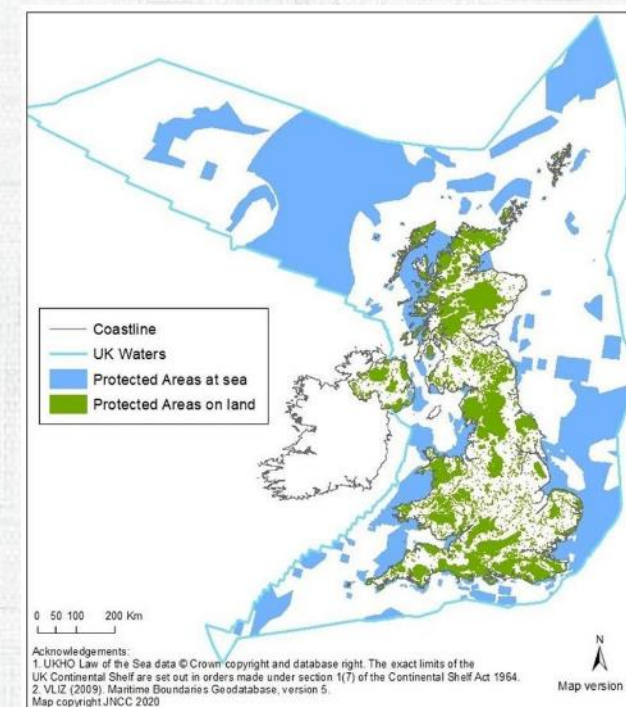 Coastline
UK Waters
Protected Areas at sea
Protected Areas on land
0 50 100 200 Km
N
Map version
Acknowledgements:
1. UKHO Law of the Sea data © Crown copyright and database right. The exact limits of the
UK Continental Shelf are set out in orders made under section 1(7) of the Continental Shelf Act 1964.
2. VLIZ (2009). Maritime Boundaries Geodatabase, version 5.
Map copyright JNCC 2020